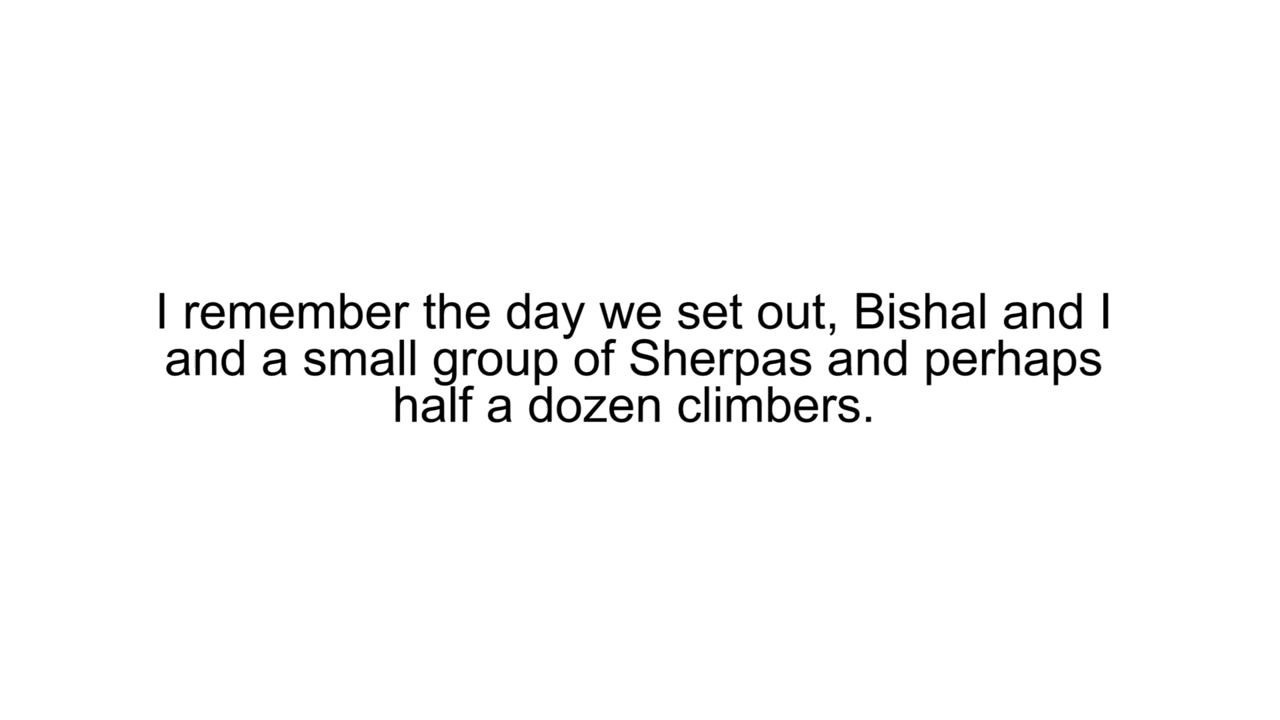 I remember the day we set out, Bishal and I
and a small group of Sherpas and perhaps
half a dozen climbers.